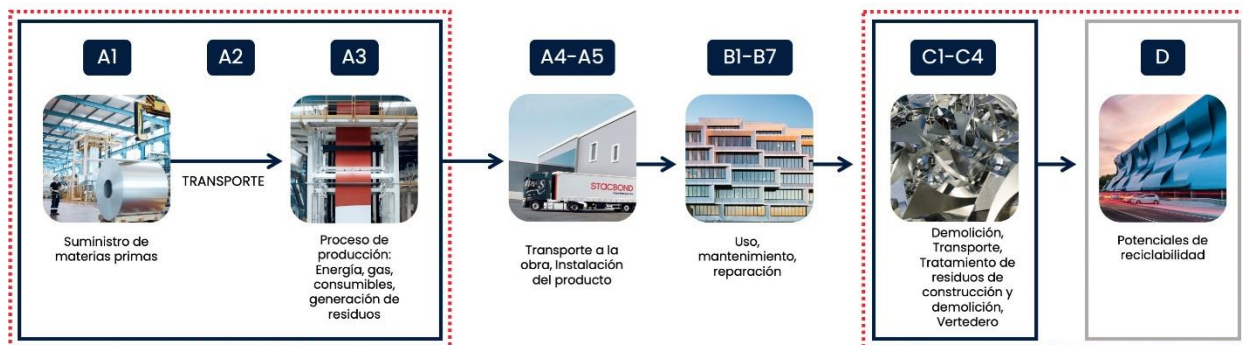 A1
A2
A3
A4-A5
B1-B7
C1-C4
D
TRANSPORTE
STACBOND
Suministro de
materias primas
Proceso de
producción:
Energía, gas,
consumibles,
generación de
residuos
Transporte a la
obra, Instalación
del producto
Uso,
mantenimiento,
reparación
Demolición,
Transporte,
Tratamiento de
residuos de
construcción y
demolición,
Vertedero
Potenciales de
reciclabilidad